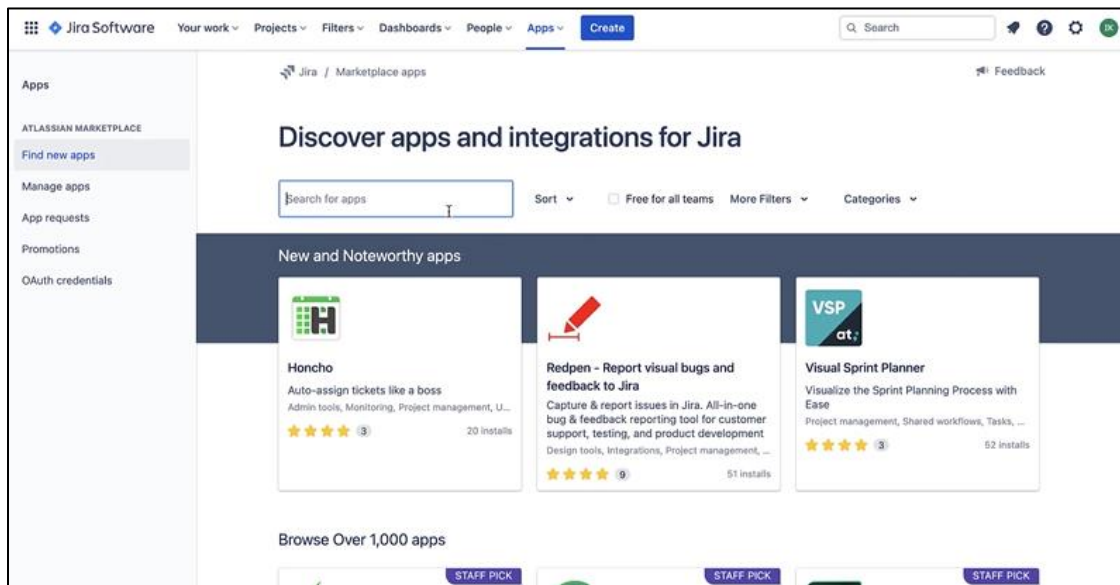 Jira Software Your work Projects Filters Dashboards People Apps Create Search
Jira / Marketplace apps Feedback
Apps
ATLASSIAN MARKETPLACE
Find new apps
Manage apps
App requests
Promotions
OAuth credentials
Discover apps and integrations for Jira
Search for apps Sort Free for all teams More Filters Categories
New and Noteworthy apps
Honcho
Auto-assign tickets like a boss
Admin tools, Monitoring, Project management, U...
3 20 installs
Redpen - Report visual bugs and
feedback to Jira
Capture & report issues in Jira. All-in-one
bug & feedback reporting tool for customer
support, testing, and product development
Design tools, Integrations, Project management, ...
9 51 installs
VSP
at;
Visual Sprint Planner
Visualize the Sprint Planning Process with
Ease
Project management, Shared workflows, Tasks, ...
3 52 installs
Browse Over 1,000 apps
STAFF PICK STAFF PICK STAFF PICK